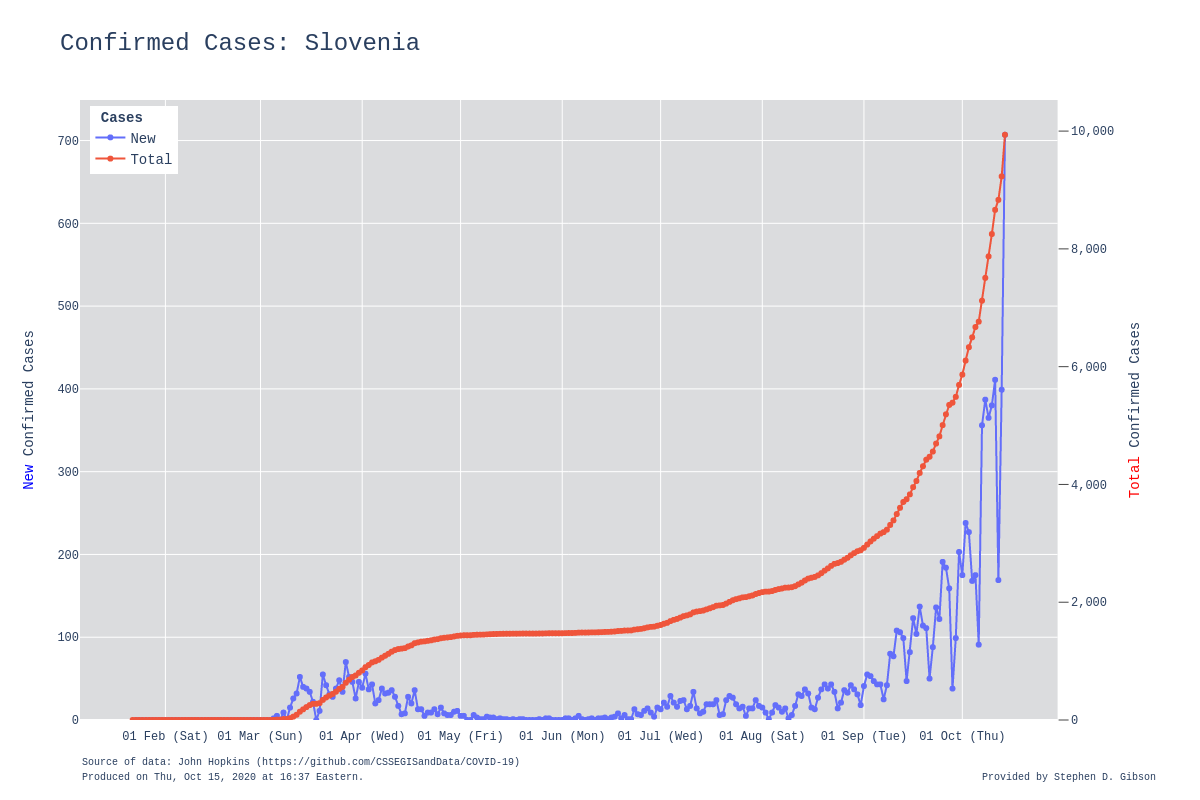 Confirmed Cases: Slovenia
Cases
New
Total
700
600
500
400
300
200
100
0
New Confirmed Cases
10,000
8,000
6,000
4,000
2,000
0
Total Confirmed Cases
01 Feb (Sat) 01 Mar (Sun) 01 Apr (Wed) 01 May (Fri) 01 Jun (Mon) 01 Jul (Wed) 01 Aug (Sat) 01 Sep (Tue) 01 Oct (Thu)
Source of data: John Hopkins (https://github.com/CSSEGISandData/COVID-19)
Produced on Thu, Oct 15, 2020 at 16:37 Eastern.
Provided by Stephen D. Gibson